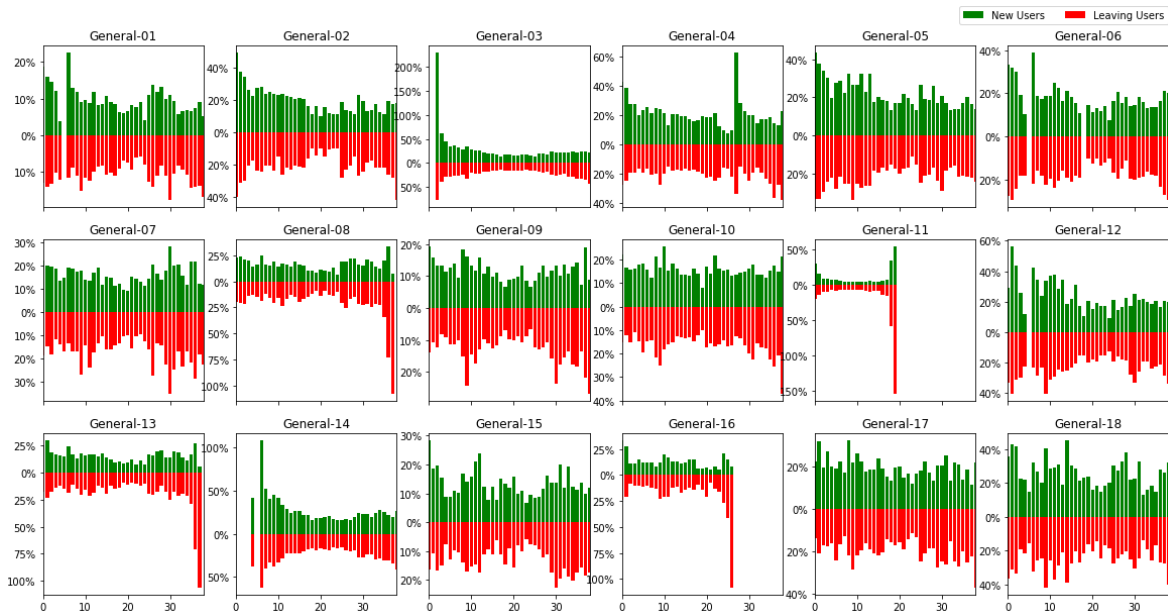 New Users Leaving Users
General-01 General-02 General-03 General-04 General-05 General-06
20% 10% 0% 10%
40% 20% 0% 20% 40%
200% 150% 100% 50% 0% 50%
60% 40% 20% 0% 20% 40%
40% 20% 0% 20%
40% 20% 0% 20%
General-07 General-08 General-09 General-10 General-11 General-12
30% 20% 10% 0% 10% 20% 30%
25% 0% 25% 50% 75% 100%
20% 10% 0% 10% 20% 30%
20% 10% 0% 10% 20% 30% 40%
50% 0% 50% 100% 150%
60% 40% 20% 0% 20% 40%
General-13 General-14 General-15 General-16 General-17 General-18
25% 0% 25% 50% 75% 100%
100% 50% 0% 50%
30% 20% 10% 0% 10% 20%
25% 0% 25% 50% 75% 100%
20% 0% 20% 40%
40% 20% 0% 20% 40%
0 10 20 30 0 10 20 30 0 10 20 30 0 10 20 30 0 10 20 30 0 10 20 30